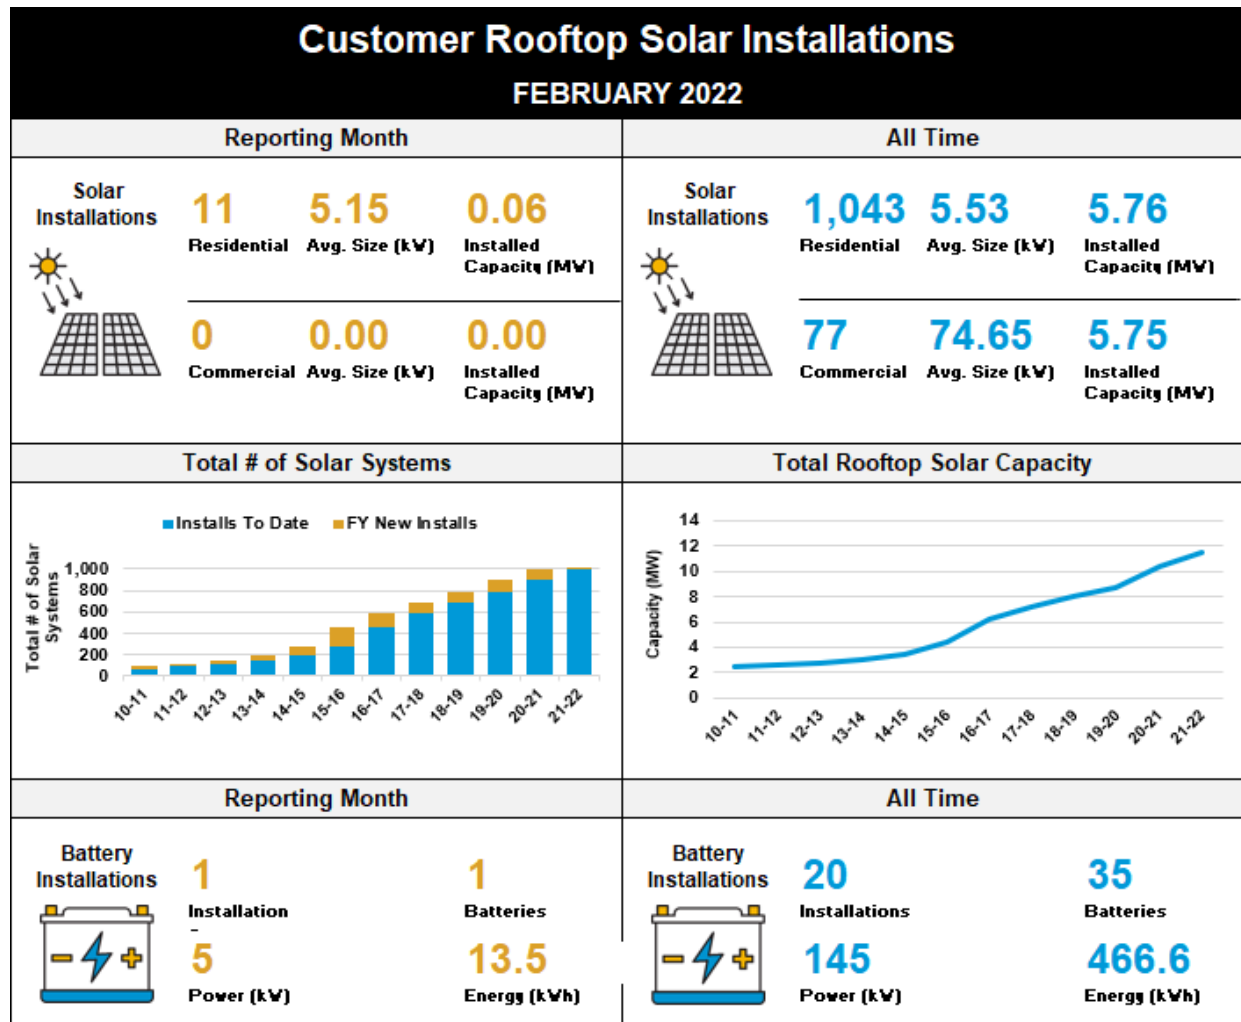 Customer Rooftop Solar Installations
FEBRUARY 2022
Reporting Month
All Time
Solar
Installations
11
5.15
0.06
Residential
Avg. Size (kW)
Installed
Capacity (MW)
0
0.00
0.00
Commercial
Avg. Size (kW)
Installed
Capacity (MW)
Solar
Installations
1,043
5.53
5.76
Residential
Avg. Size (kW)
Installed
Capacity (MW)
77
74.65
5.75
Commercial
Avg. Size (kW)
Installed
Capacity (MW)
Total # of Solar Systems
Total Rooftop Solar Capacity
Installs To Date
FY New Installs
Total # of Solar
Systems
1,000
800
600
400
200
0
10-11
11-12
12-13
13-14
14-15
15-16
16-17
17-18
18-19
19-20
20-21
21-22
Capacity (MW)
14
12
10
8
6
4
2
0
10-11
11-12
12-13
13-14
14-15
15-16
16-17
17-18
18-19
19-20
20-21
21-22
Reporting Month
All Time
Battery
Installations
1
1
Installation
Batteries
5
13.5
Power (kW)
Energy (kWh)
Battery
Installations
20
35
Installations
Batteries
145
466.6
Power (kW)
Energy (kWh)